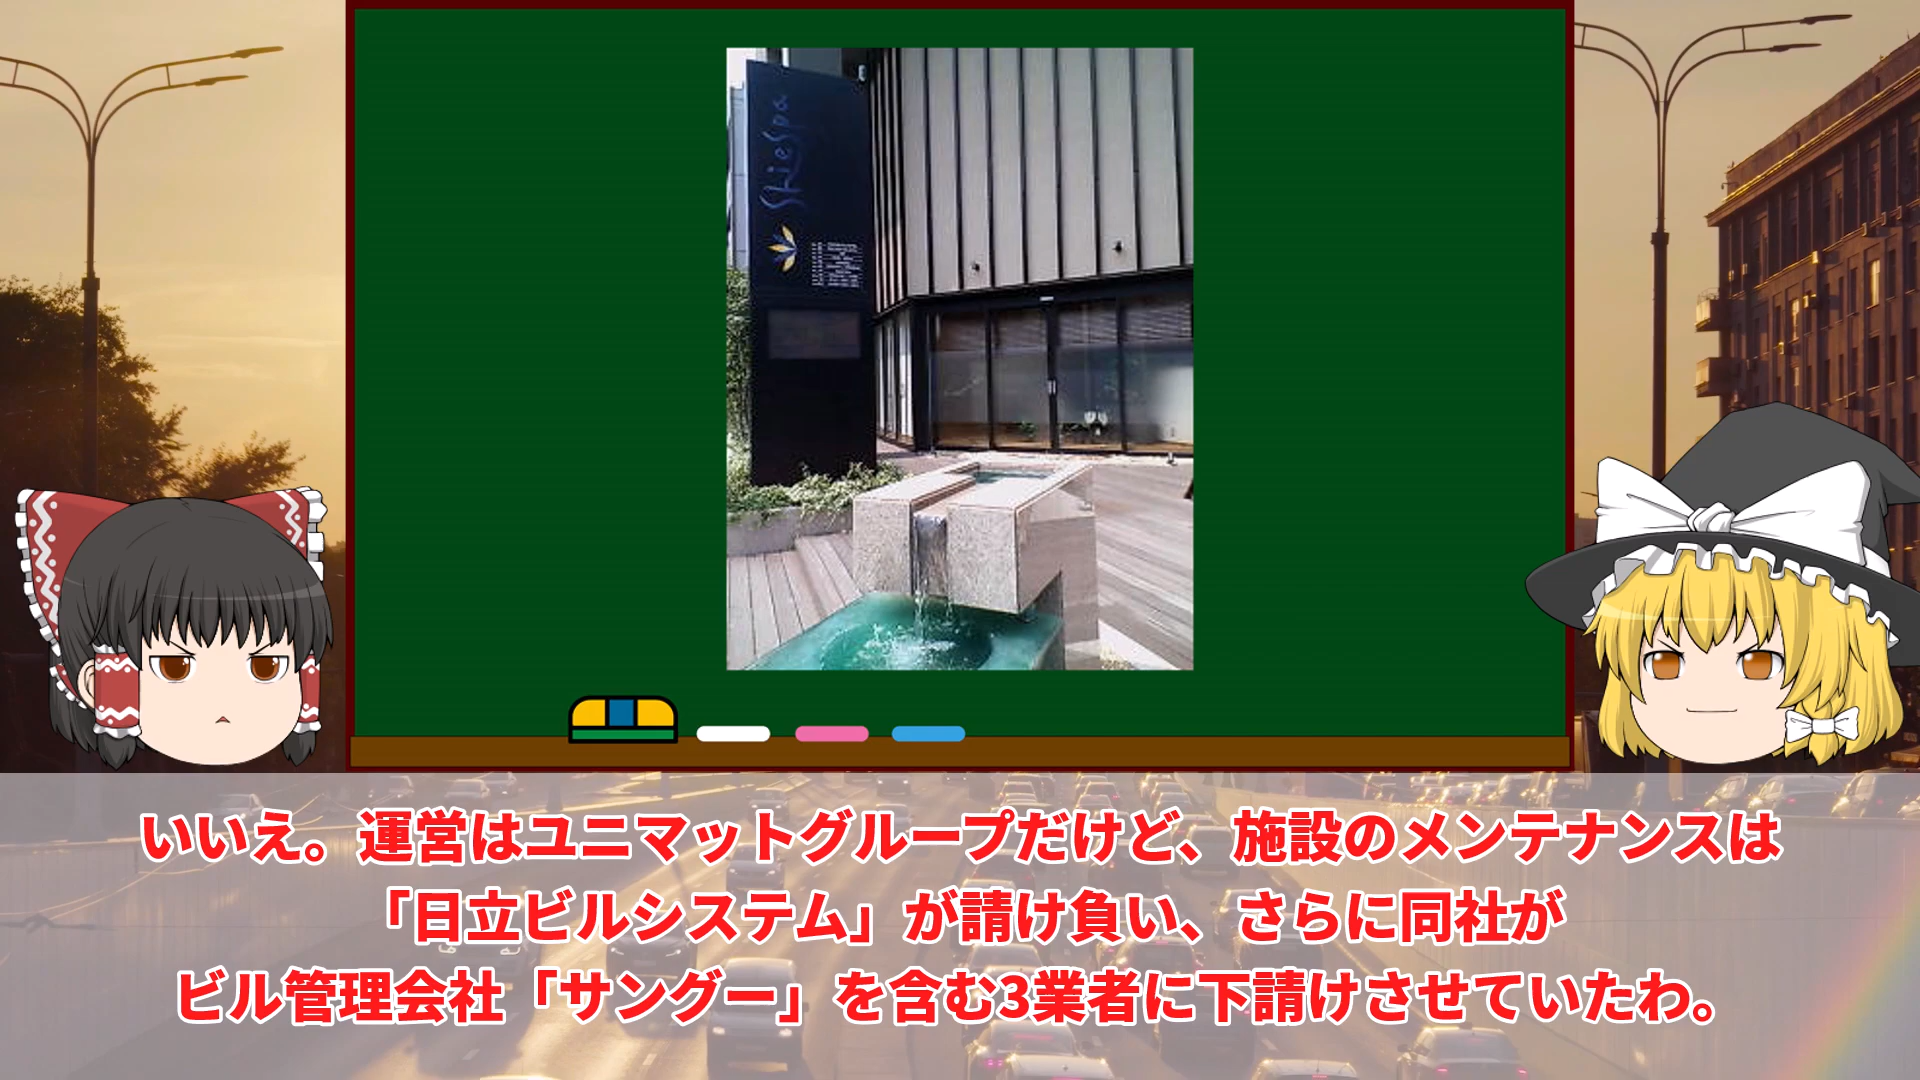 ShieSpa
いいえ。運営はユニマットグループだけど、施設のメンテナンスは
「日立ビルシステム」が請け負い、さらに同社が
ビル管理会社「サングー」を含む3業者に下請けさせていたわ。